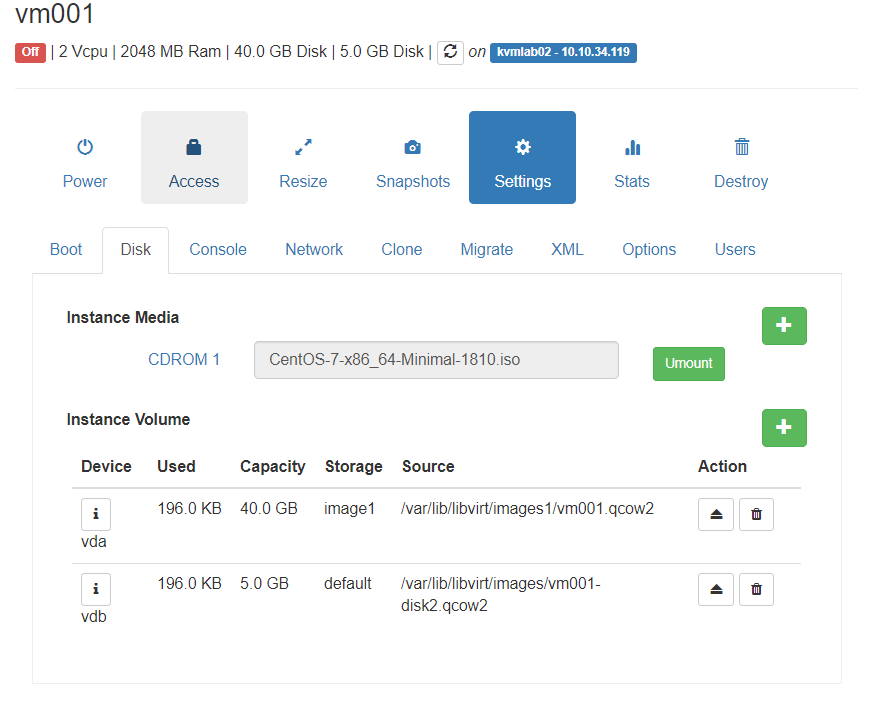 vm001
Off | 2 Vcpu | 2048 MB Ram | 40.0 GB Disk | 5.0 GB Disk | on kvmlab02 - 10.10.34.119
Power Access Resize Snapshots Settings Stats Destroy
Boot Disk Console Network Clone Migrate XML Options Users
Instance Media
CDROM 1 CentOS-7-x86_64-Minimal-1810.iso Umount
Instance Volume
Device Used Capacity Storage Source Action
196.0 KB 40.0 GB image1 /var/lib/libvirt/images1/vm001.qcow2
vda
196.0 KB 5.0 GB default /var/lib/libvirt/images/vm001-
disk2.qcow2
vdb